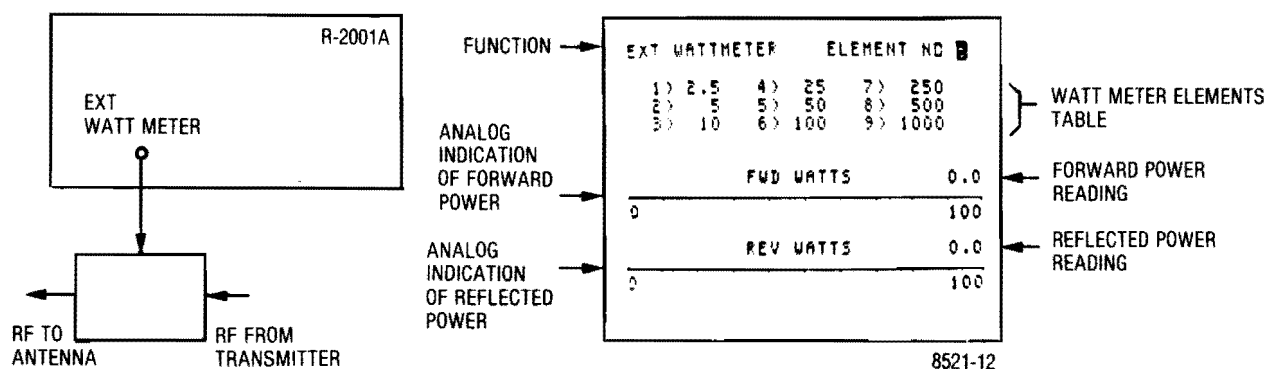 R-2001A
EXT
WATT METER
RF TO
ANTENNA
RF FROM
TRANSMITTER
FUNCTION
ANALOG
INDICATION
OF FORWARD
POWER
ANALOG
INDICATION
OF REFLECTED
POWER
EXT WATTMETER ELEMENT NO
1) 2.5 4) 25 7) 250
2) 5 5) 50 8) 500
3) 10 6) 100 9) 1000
FWD WATTS 0.0
0 100
REV WATTS 0.0
0 100
WATT METER ELEMENTS
TABLE
FORWARD POWER
READING
REFLECTED POWER
READING
8521-12